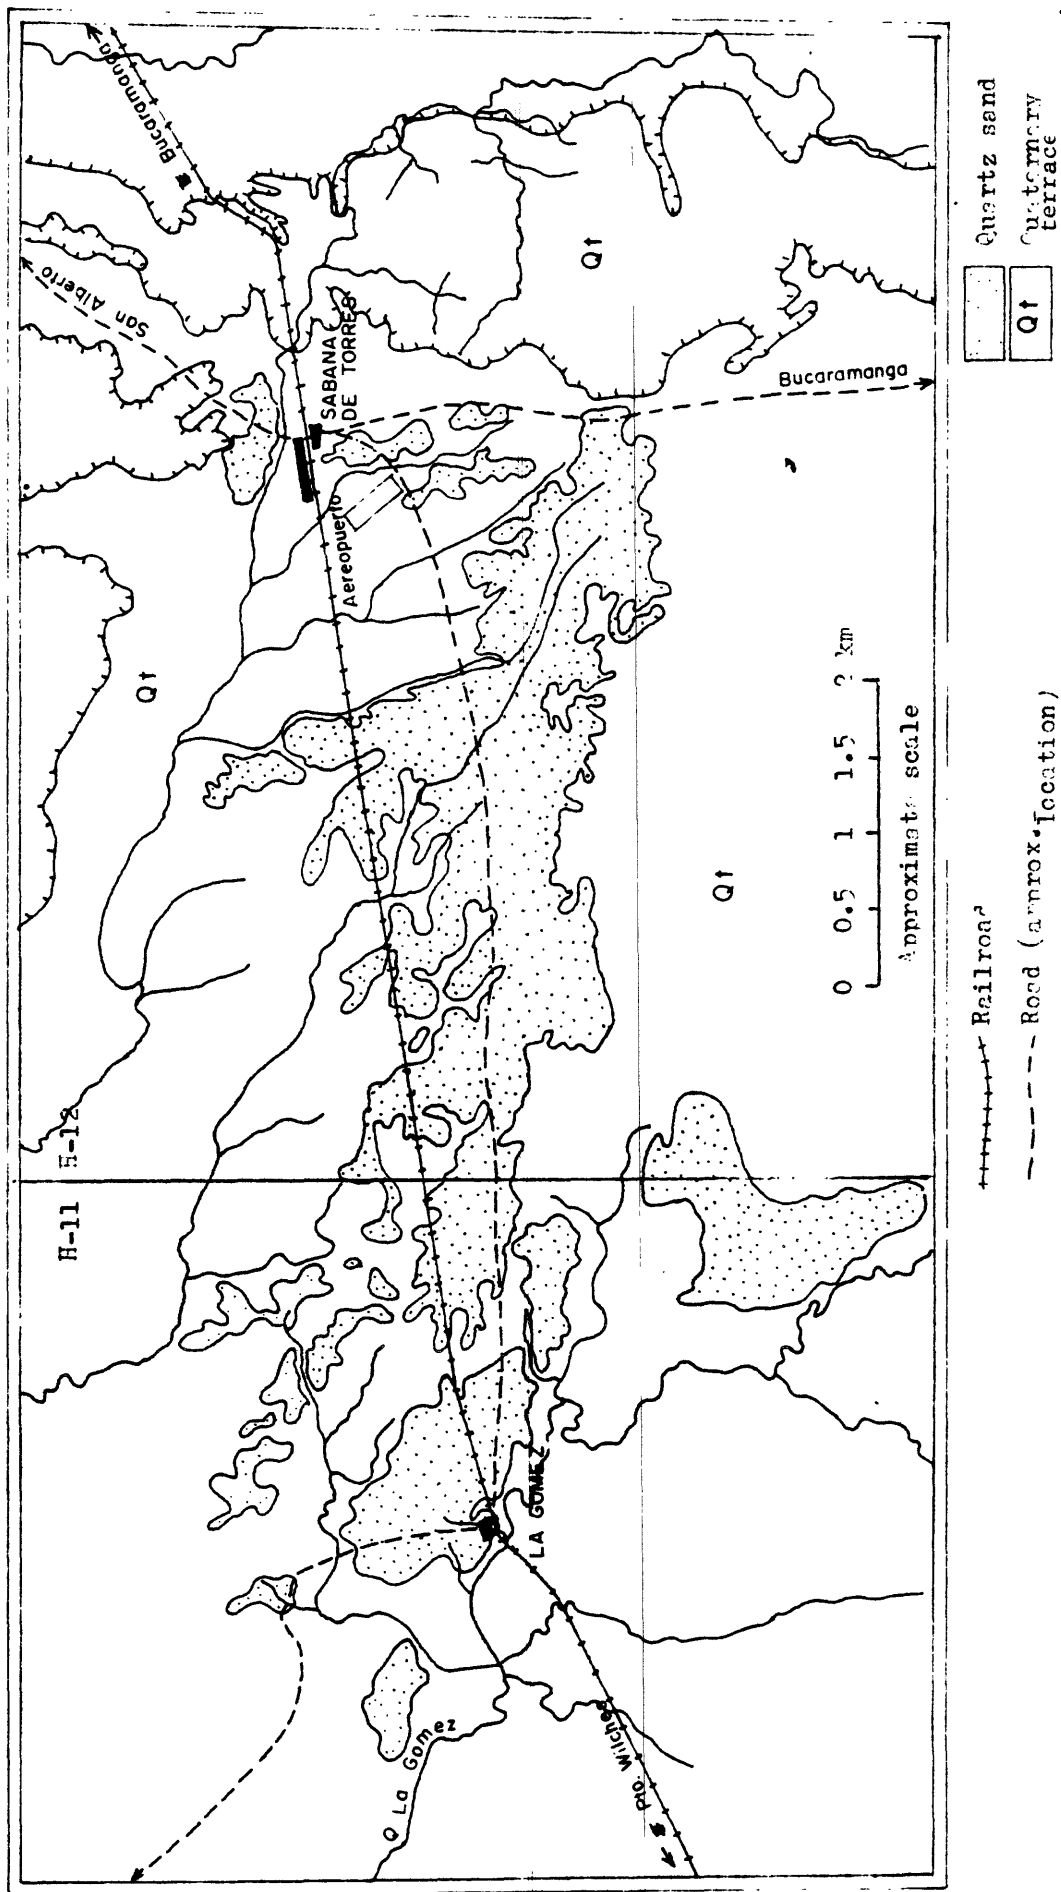 H-11
H-12
Qt
San Alberto
a Bucaramanga
SABANA
DE TORRES
Aereopuerto
Q La Gomez
LA GOMEZ
a Pto. Wilches
Qt
Qt
Bucaramanga
0 0.5 1 1.5 2 km
Approximate scale
Railroad
Road (approx. location)
Quartz sand
Qt
Quaternary
terrace